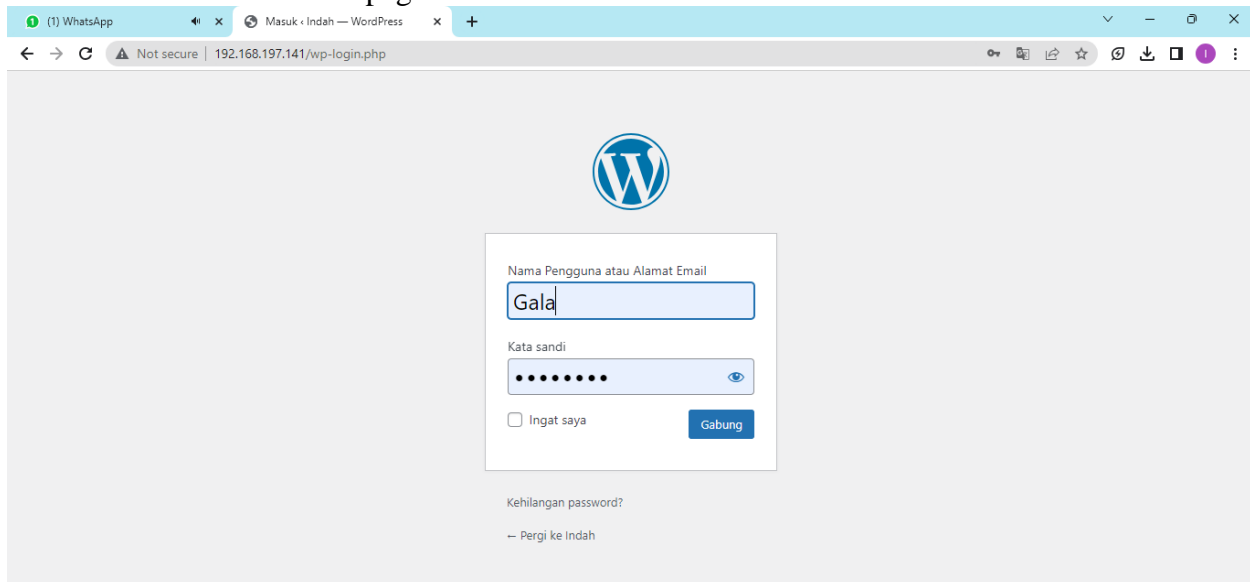 (1) WhatsApp
Masuk ‹ Indah — WordPress
Not secure | 192.168.197.141/wp-login.php
Nama Pengguna atau Alamat Email
Gala
Kata sandi
Ingat saya
Gabung
Kehilangan password?
← Pergi ke Indah